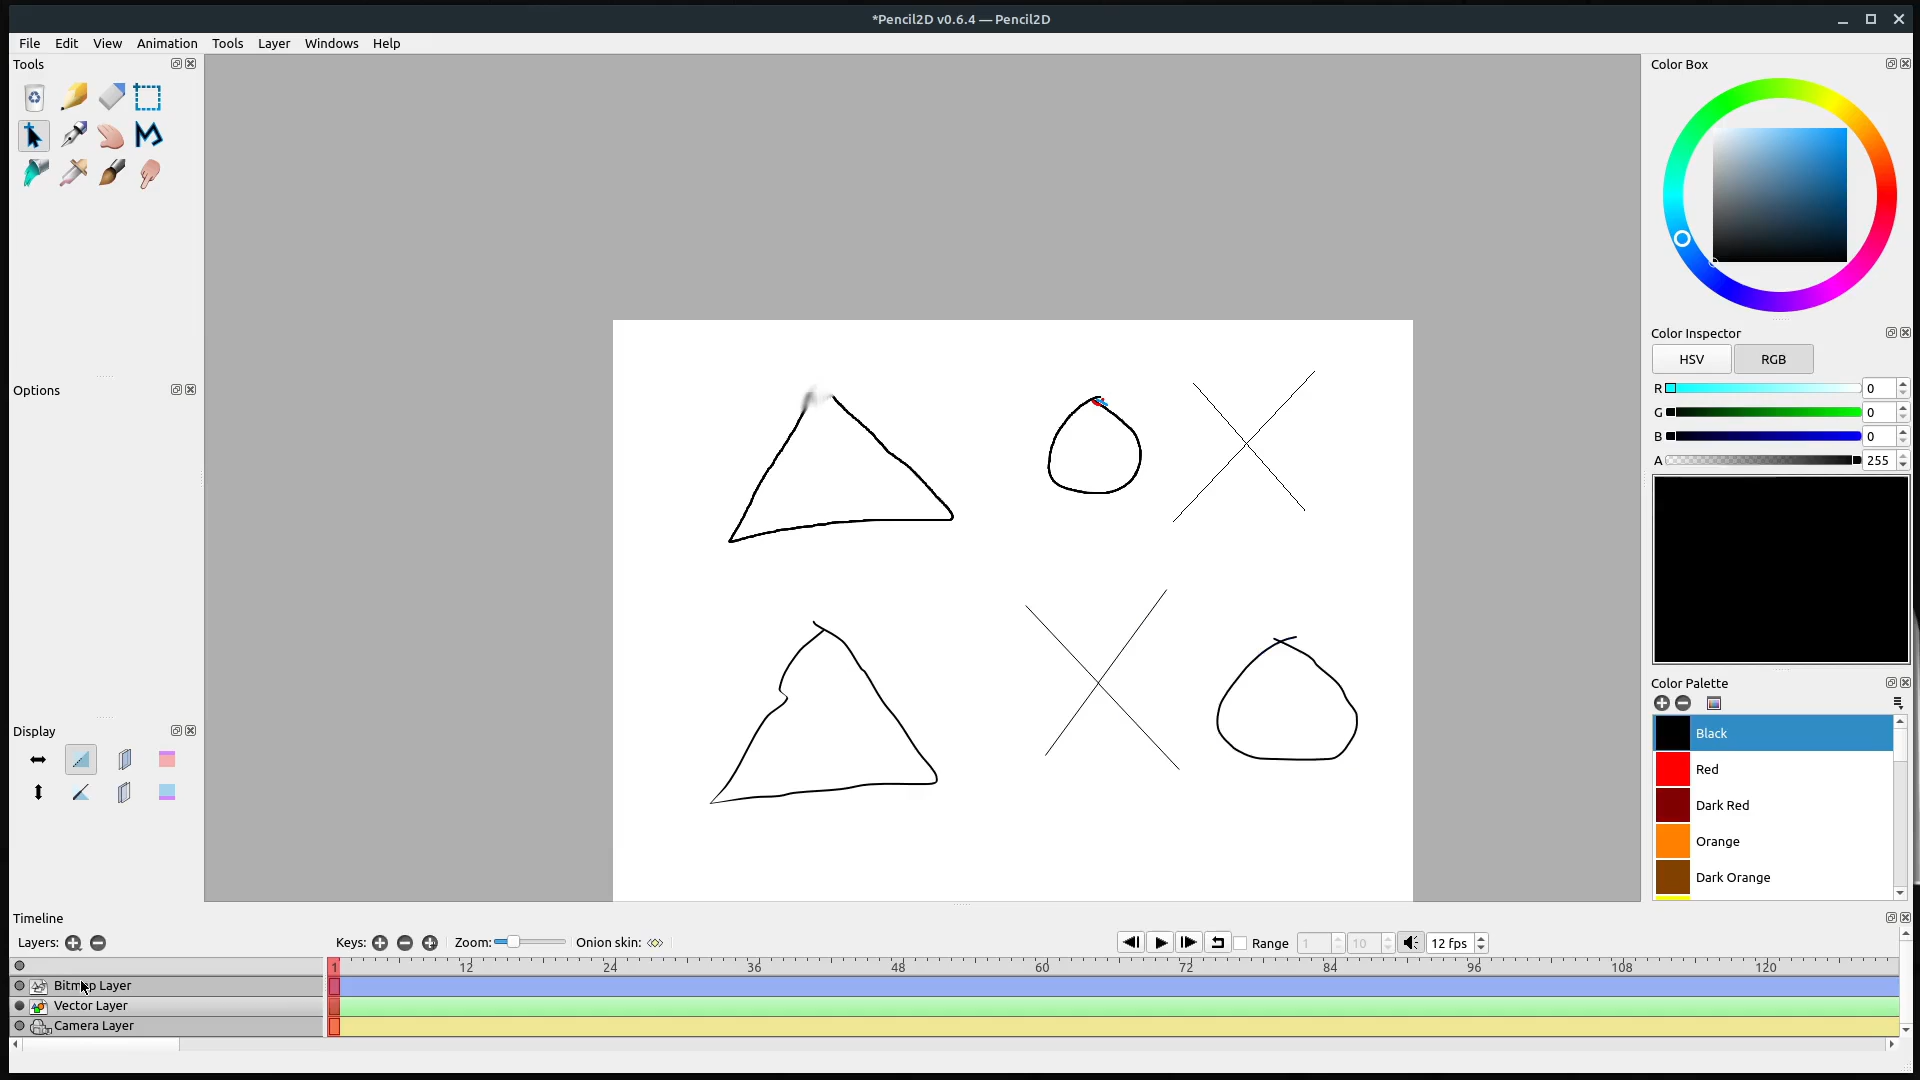 *Pencil2D v0.6.4 — Pencil2D
File Edit View Animation Tools Layer Windows Help
Tools
Options
Display
Color Box
Color Inspector
HSV RGB
R 0
G 0
B 0
A 255
Color Palette
Black
Red
Dark Red
Orange
Dark Orange
Timeline
Layers: Keys: Zoom: Onion skin: Range 1 10 12 fps
1 12 24 36 48 60 72 84 96 108 120
Bitmap Layer
Vector Layer
Camera Layer